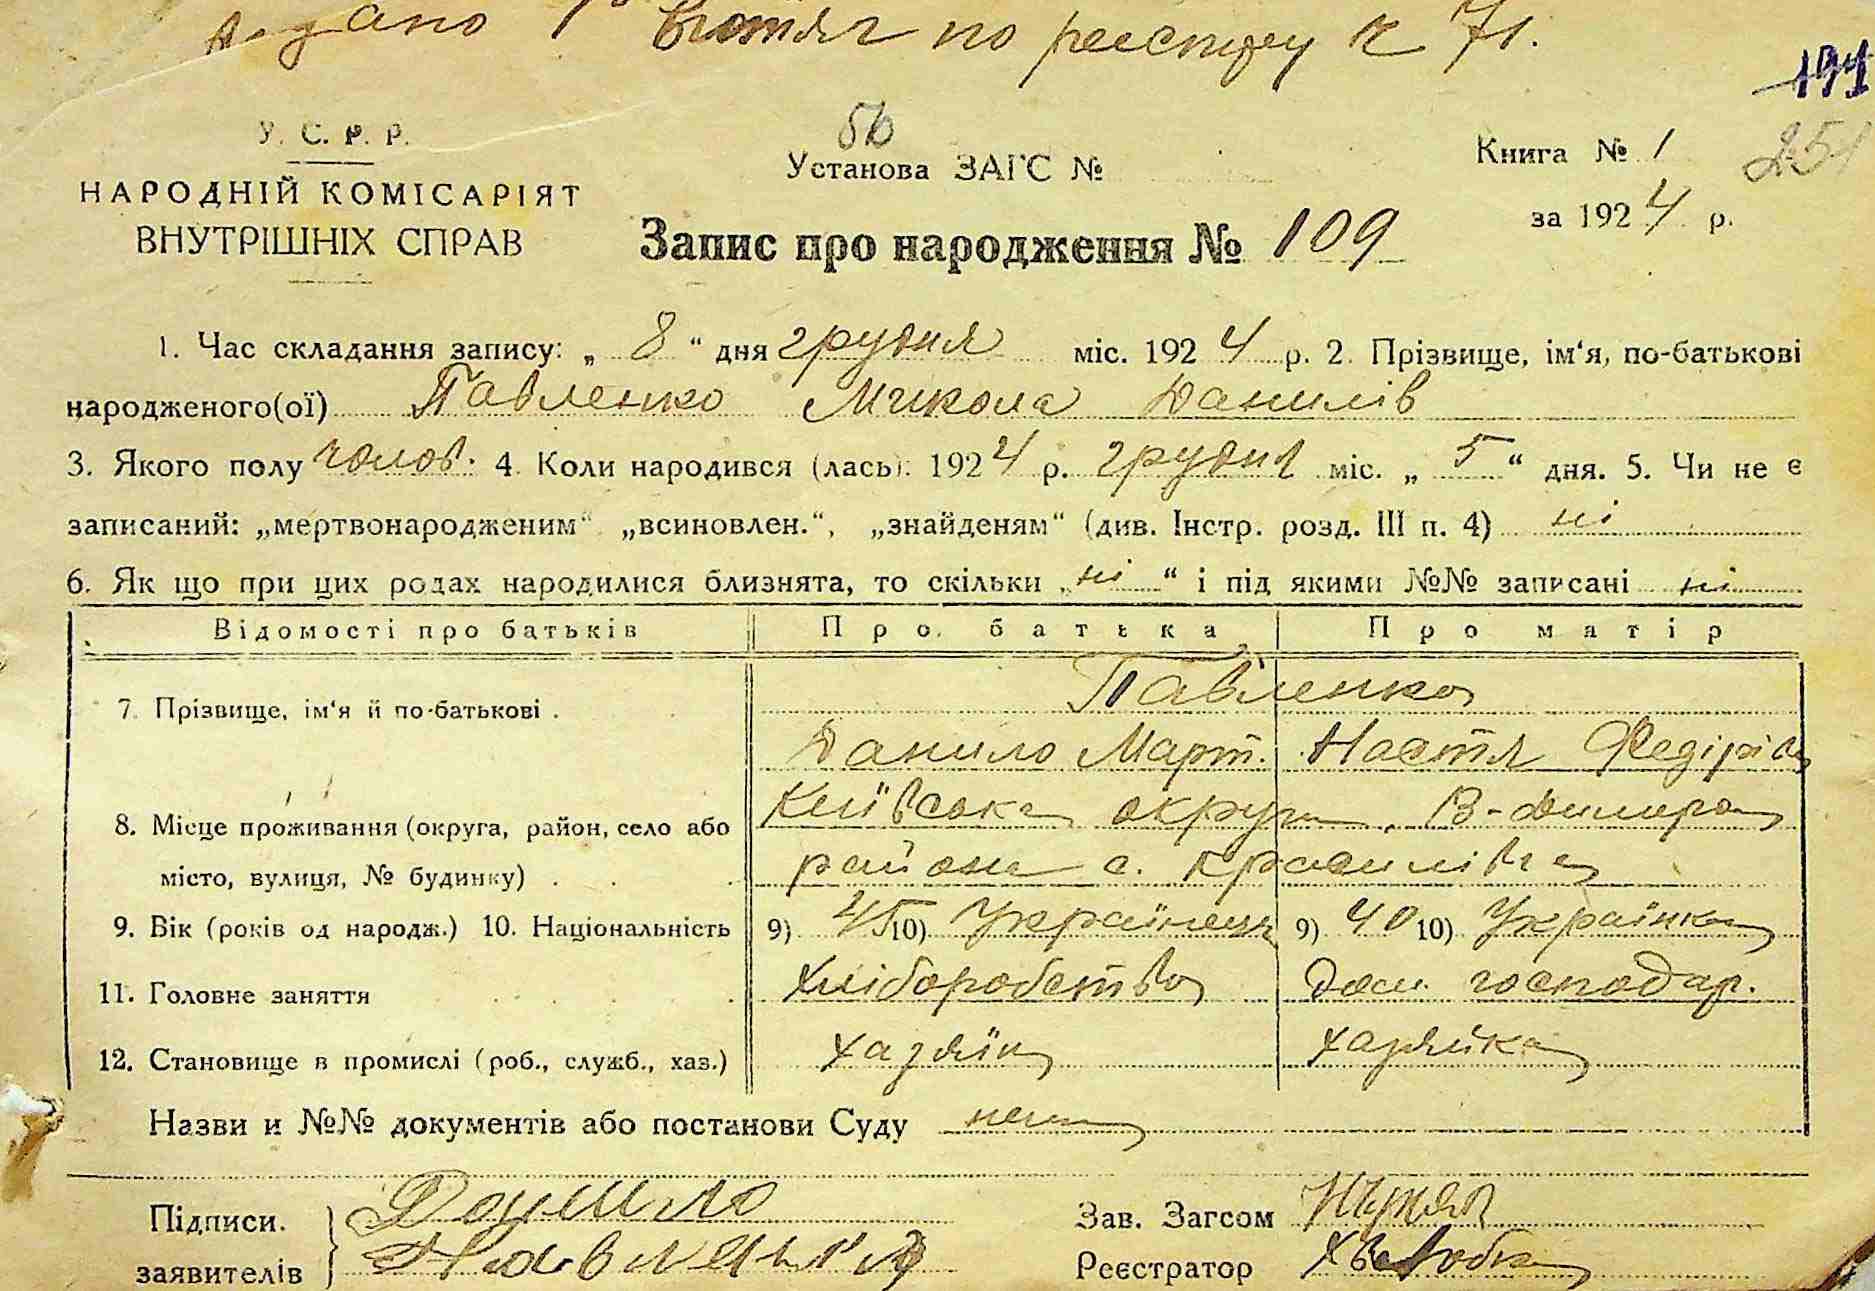 Видано 1 витяг по реєстру № 71.
191
251
У. С. Р. Р.
56
Установа ЗАГС №
Книга № 1
НАРОДНІЙ КОМІСАРІЯТ
ВНУТРІШНІХ СПРАВ
за 1924 р.
Запис про народження № 109
1. Час складання запису: „ 8 “ дня грудня міс. 1924 р. 2. Прізвище, ім‘я, по-батькові
народженого(ої) Павленко Микола Данилів
3. Якого полу чолов. 4. Коли народився (лась): 1924 р. грудня міс. „ 5 “ дня. 5. Чи не є
записаний: „мертвонародженим“ „всиновлен.“, „знайденям“ (див. Інстр. розд. III п. 4) ні
6. Як що при цих родах народилися близнята, то скільки „ ні “ і під якими №№ записані ні
Відомості про батьків Про батька Про матір
7. Прізвище, ім‘я й по-батькові . Павленко
Данило Март. Настя Федірів
8. Місце проживання (округа, район, село або Київська округа, В-Димера
місто, вулиця, № будинку) . . . района с. Красилівка
9. Вік (років од народж.) 10. Національність 9) 45 10) Українець 9) 40 10) Українка
11. Головне заняття . . . . . хліборобство дом. господар.
12. Становище в промислі (роб., служб., хаз.) хазяїн хазяйка
Назви и №№ документів або постанови Суду нема
Підписи. Данило Зав. Загсом
заявителів Реєстратор